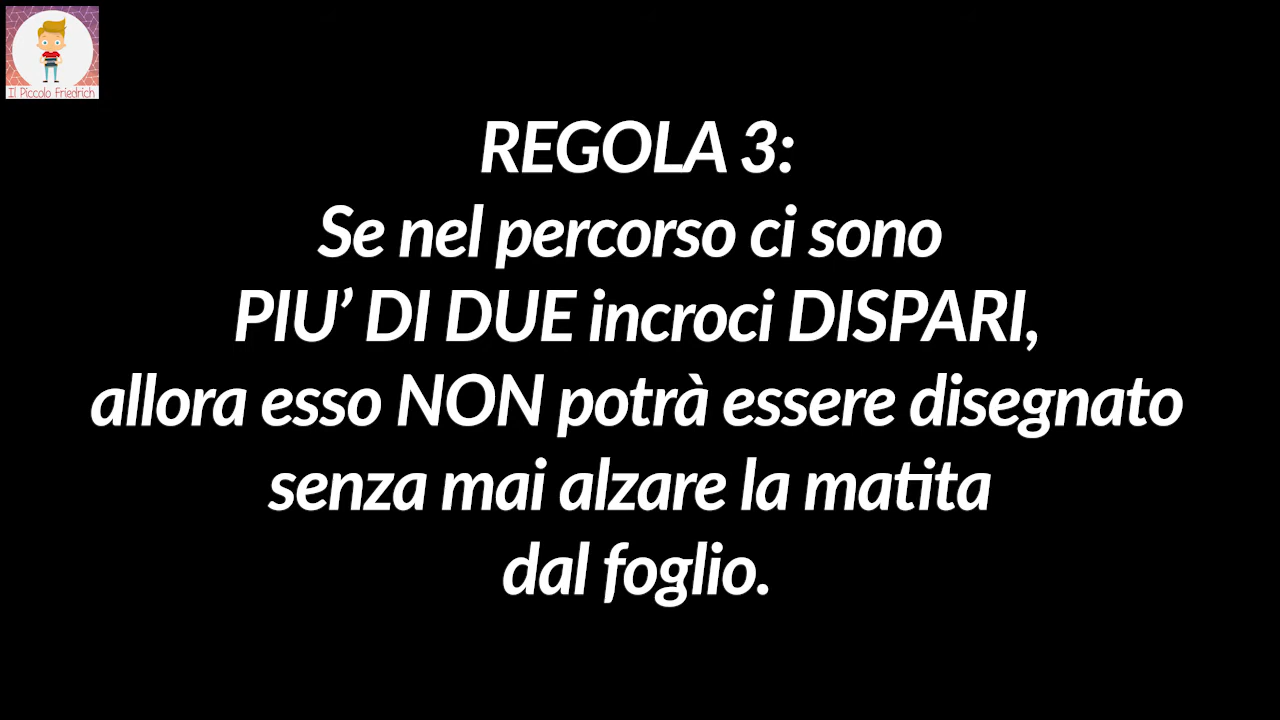 Il Piccolo Friedrich
REGOLA 3:
Se nel percorso ci sono
PIU’ DI DUE incroci DISPARI,
allora esso NON potrà essere disegnato
senza mai alzare la matita
dal foglio.